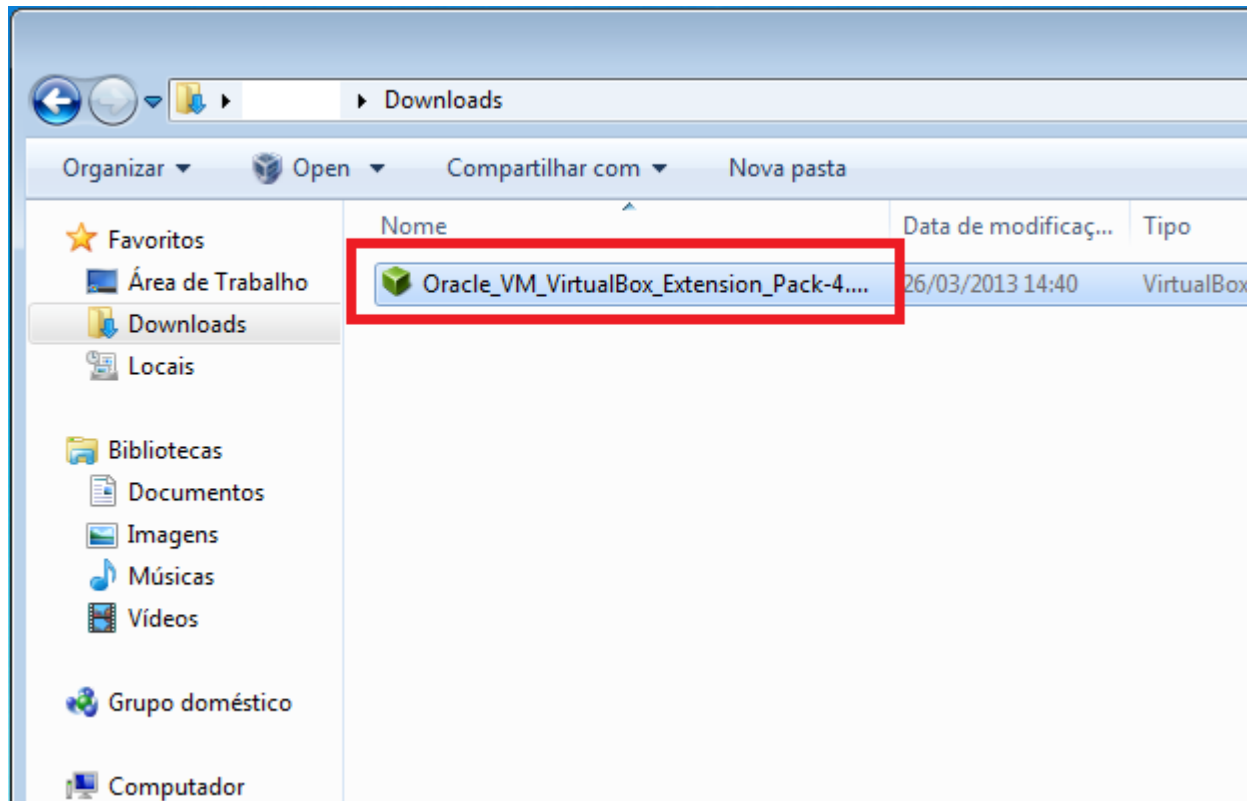 Downloads
Organizar Open Compartilhar com Nova pasta
Nome Data de modificaç... Tipo
Favoritos
Oracle_VM_VirtualBox_Extension_Pack-4.... 26/03/2013 14:40 VirtualBox
Área de Trabalho
Downloads
Locais
Bibliotecas
Documentos
Imagens
Músicas
Vídeos
Grupo doméstico
Computador